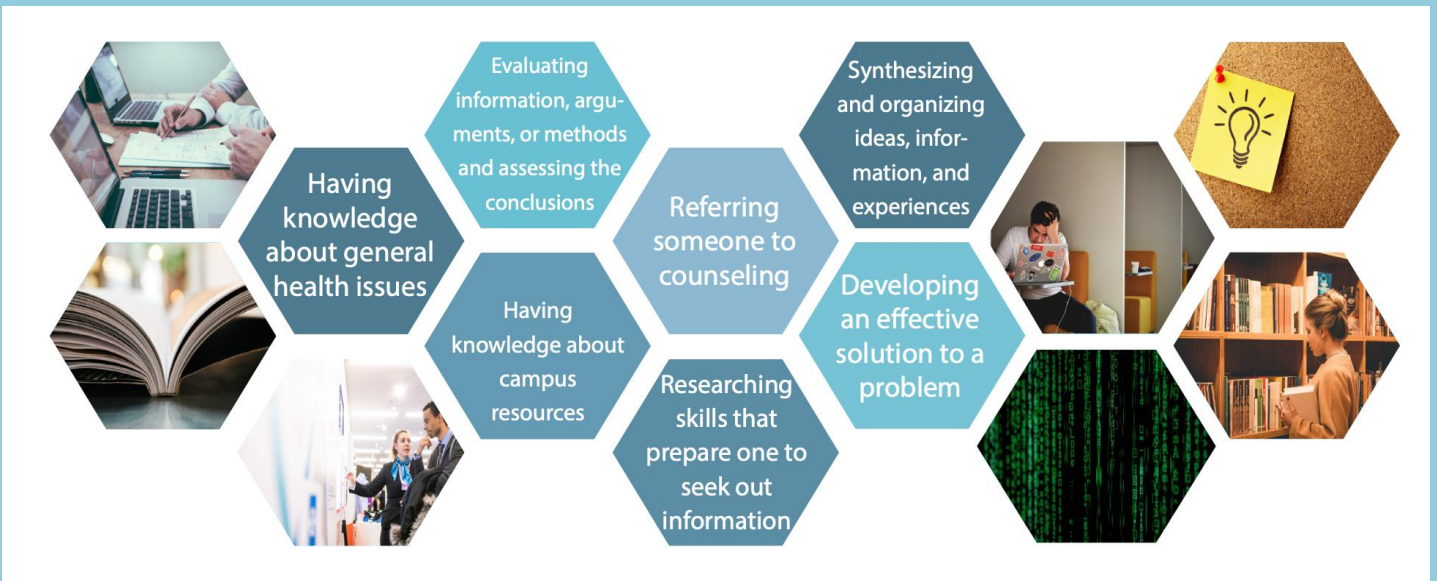 Having
knowledge
about general
health issues
Evaluating
information, argu-
ments, or methods
and assessing the
conclusions
Having
knowledge about
campus
resources
Referring
someone to
counseling
Researching
skills that
prepare one to
seek out
information
Synthesizing
and organizing
ideas, infor-
mation, and
experiences
Developing
an effective
solution to a
problem